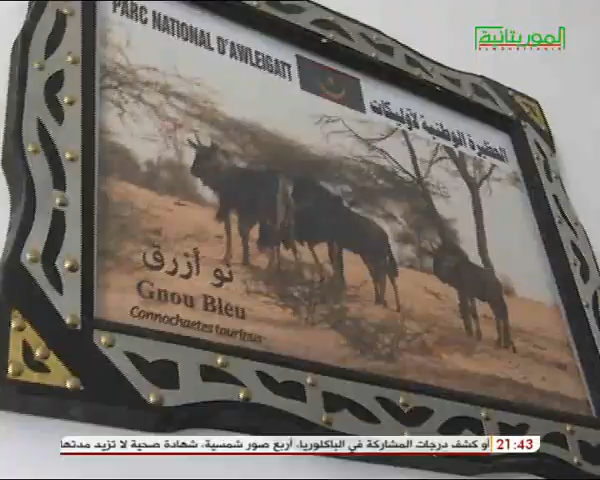 PARC NATIONAL D'AWLEIGATT
الحظيرة الوطنية لآوليكات
الموريتانية
نو أزرق
Gnou Bleu
Connochaetes taurinus
21:43 أو كشف درجات المشاركة في الباكلوريا، أربع صور شمسية، شهادة صحية لا تزيد مدتها